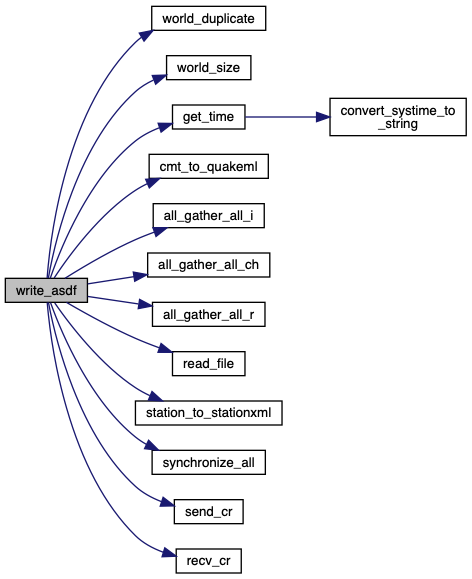 world_duplicate
world_size
get_time
convert_systime_to
_string
cmt_to_quakeml
all_gather_all_i
all_gather_all_ch
write_asdf
all_gather_all_r
read_file
station_to_stationxml
synchronize_all
send_cr
recv_cr